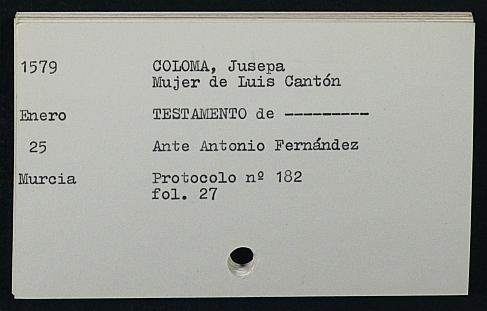 1579 COLOMA, Jusepa
Mujer de Luis Cantón
Enero TESTAMENTO de ---------
25 Ante Antonio Fernández
Murcia Protocolo nº 182
fol. 27